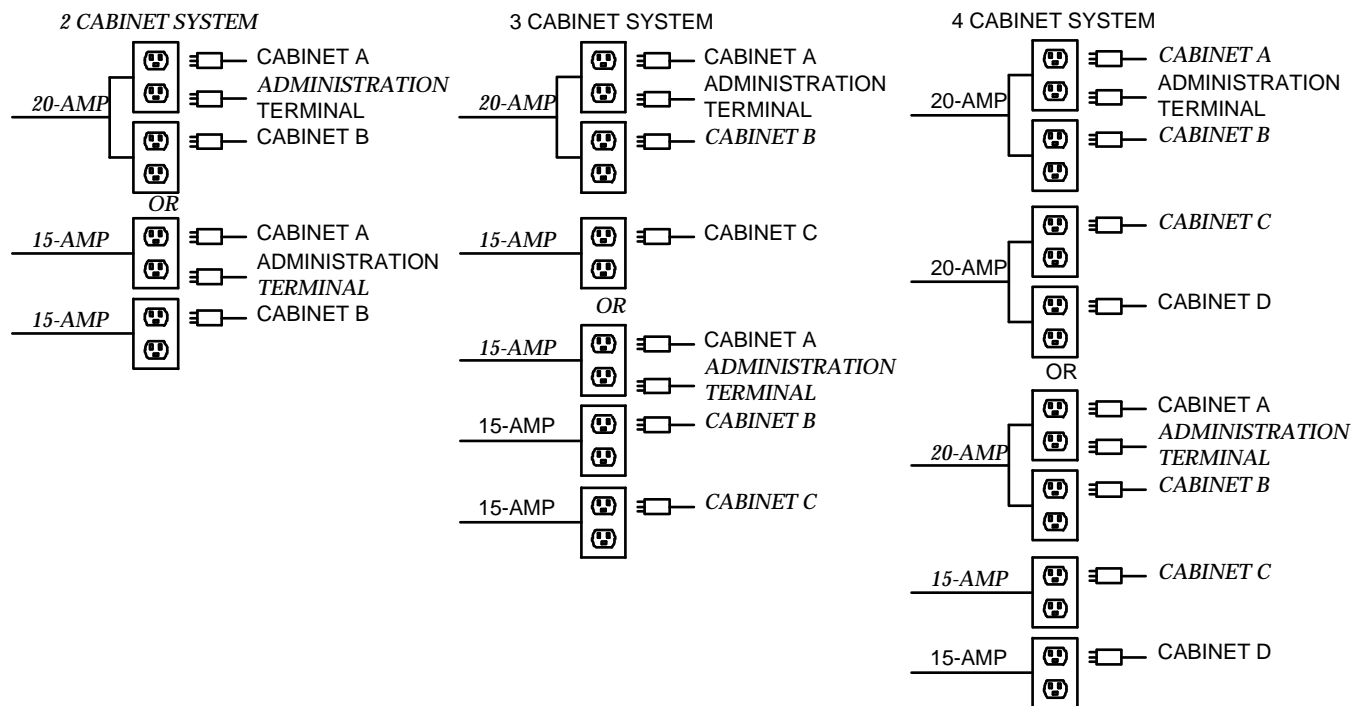 2 CABINET SYSTEM
20-AMP
CABINET A
ADMINISTRATION
TERMINAL
CABINET B
OR
15-AMP
CABINET A
ADMINISTRATION
TERMINAL
15-AMP
CABINET B
3 CABINET SYSTEM
20-AMP
CABINET A
ADMINISTRATION
TERMINAL
CABINET B
15-AMP
CABINET C
OR
15-AMP
CABINET A
ADMINISTRATION
TERMINAL
15-AMP
CABINET B
15-AMP
CABINET C
4 CABINET SYSTEM
20-AMP
CABINET A
ADMINISTRATION
TERMINAL
CABINET B
20-AMP
CABINET C
CABINET D
OR
20-AMP
CABINET A
ADMINISTRATION
TERMINAL
CABINET B
15-AMP
CABINET C
15-AMP
CABINET D